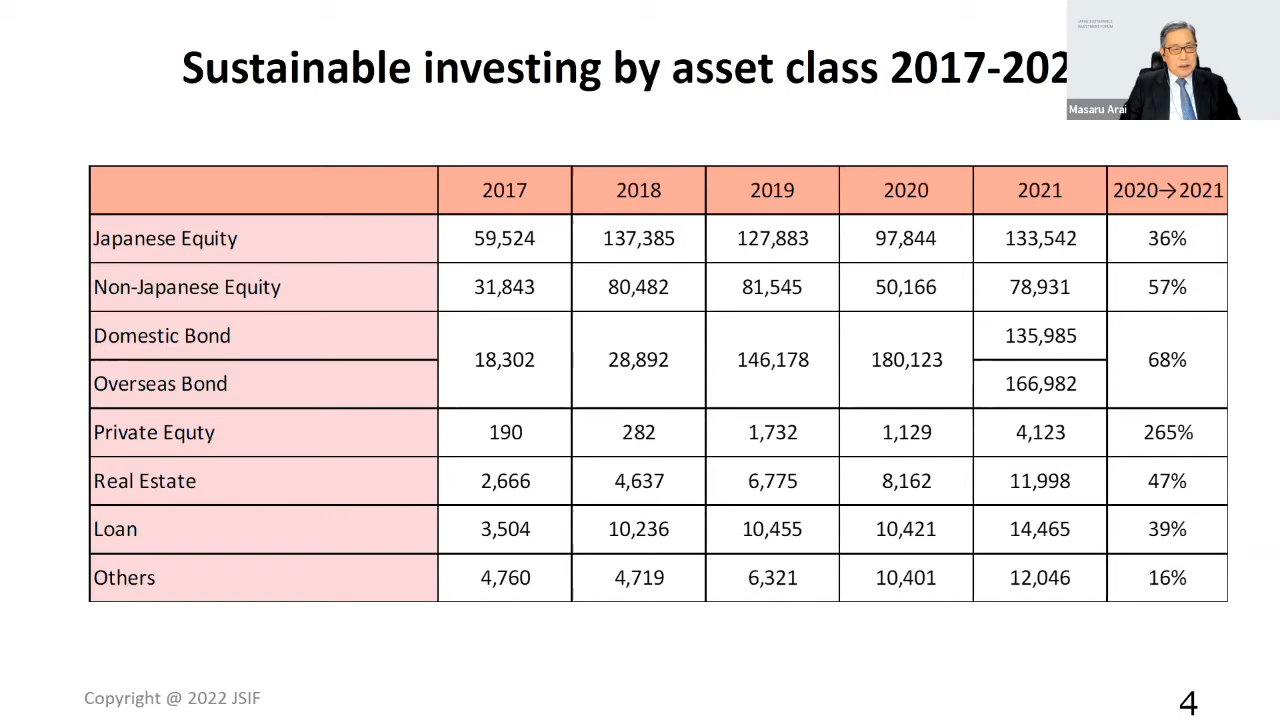 JAPAN SUSTAINABLE
INVESTMENT FORUM
Masaru Arai
Sustainable investing by asset class 2017-202
2017 2018 2019 2020 2021 2020→2021
Japanese Equity 59,524 137,385 127,883 97,844 133,542 36%
Non-Japanese Equity 31,843 80,482 81,545 50,166 78,931 57%
Domestic Bond 135,985
18,302 28,892 146,178 180,123 68%
Overseas Bond 166,982
Private Equty 190 282 1,732 1,129 4,123 265%
Real Estate 2,666 4,637 6,775 8,162 11,998 47%
Loan 3,504 10,236 10,455 10,421 14,465 39%
Others 4,760 4,719 6,321 10,401 12,046 16%
Copyright @ 2022 JSIF
4